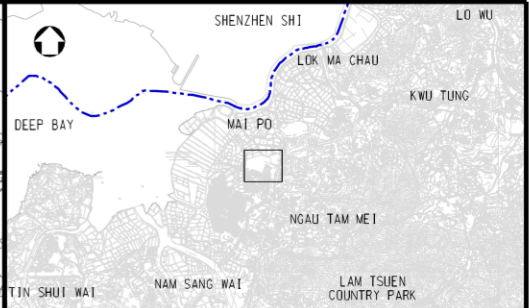 LO WU
SHENZHEN SHI
LOK MA CHAU
KWU TUNG
DEEP BAY
MAI PO
NGAU TAM MEI
TIN SHUI WAI
NAM SANG WAI
LAM TSUEN
COUNTRY PARK